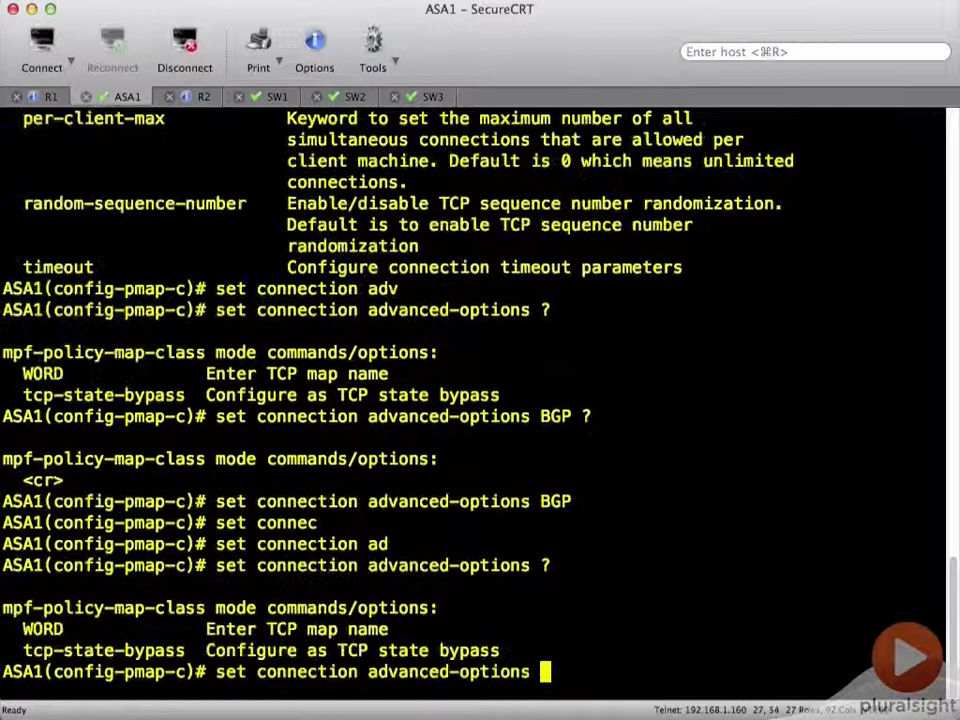 ASA1 - SecureCRT
Connect
Reconnect
Disconnect
Print
Options
Tools
Enter host <⌘R>
R1
ASA1
R2
SW1
SW2
SW3
per-client-max Keyword to set the maximum number of all
simultaneous connections that are allowed per
client machine. Default is 0 which means unlimited
connections.
random-sequence-number Enable/disable TCP sequence number randomization.
Default is to enable TCP sequence number
randomization
timeout Configure connection timeout parameters
ASA1(config-pmap-c)# set connection adv
ASA1(config-pmap-c)# set connection advanced-options ?
mpf-policy-map-class mode commands/options:
WORD Enter TCP map name
tcp-state-bypass Configure as TCP state bypass
ASA1(config-pmap-c)# set connection advanced-options BGP ?
mpf-policy-map-class mode commands/options:
<cr>
ASA1(config-pmap-c)# set connection advanced-options BGP
ASA1(config-pmap-c)# set connec
ASA1(config-pmap-c)# set connection ad
ASA1(config-pmap-c)# set connection advanced-options ?
mpf-policy-map-class mode commands/options:
WORD Enter TCP map name
tcp-state-bypass Configure as TCP state bypass
ASA1(config-pmap-c)# set connection advanced-options
Ready
Telnet: 192.168.1.160 27, 54 27 Rows, 92 Cols
pluralsight